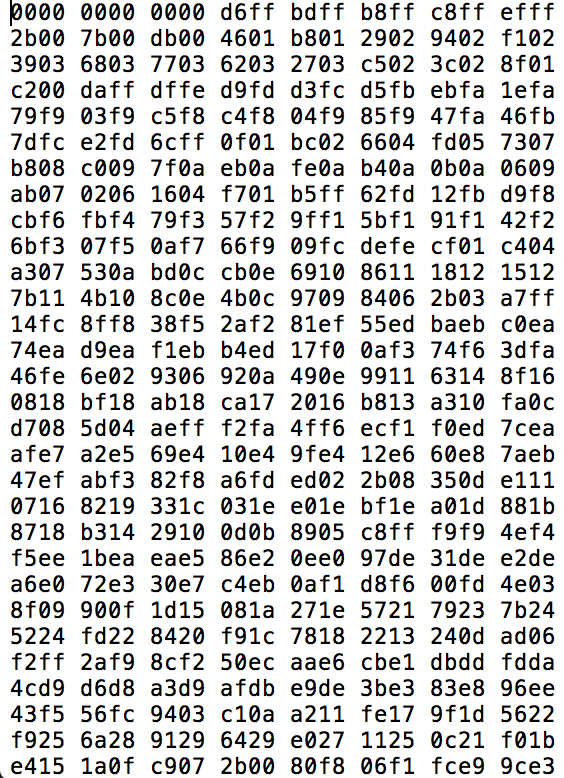 0000 0000 0000 d6ff bdff b8ff c8ff efff
2b00 7b00 db00 4601 b801 2902 9402 f102
3903 6803 7703 6203 2703 c502 3c02 8f01
c200 daff dffe d9fd d3fc d5fb ebfa 1efa
79f9 03f9 c5f8 c4f8 04f9 85f9 47fa 46fb
7dfc e2fd 6cff 0f01 bc02 6604 fd05 7307
b808 c009 7f0a eb0a fe0a b40a 0b0a 0609
ab07 0206 1604 f701 b5ff 62fd 12fb d9f8
cbf6 fbf4 79f3 57f2 9ff1 5bf1 91f1 42f2
6bf3 07f5 0af7 66f9 09fc defe cf01 c404
a307 530a bd0c cb0e 6910 8611 1812 1512
7b11 4b10 8c0e 4b0c 9709 8406 2b03 a7ff
14fc 8ff8 38f5 2af2 81ef 55ed baeb c0ea
74ea d9ea f1eb b4ed 17f0 0af3 74f6 3dfa
46fe 6e02 9306 920a 490e 9911 6314 8f16
0818 bf18 ab18 ca17 2016 b813 a310 fa0c
d708 5d04 aeff f2fa 4ff6 ecf1 f0ed 7cea
afe7 a2e5 69e4 10e4 9fe4 12e6 60e8 7aeb
47ef abf3 82f8 a6fd ed02 2b08 350d e111
0716 8219 331c 031e e01e bf1e a01d 881b
8718 b314 2910 0d0b 8905 c8ff f9f9 4ef4
f5ee 1bea eae5 86e2 0ee0 97de 31de e2de
a6e0 72e3 30e7 c4eb 0af1 d8f6 00fd 4e03
8f09 900f 1d15 081a 271e 5721 7923 7b24
5224 fd22 8420 f91c 7818 2213 240d ad06
f2ff 2af9 8cf2 50ec aae6 cbe1 dbdd fdda
4cd9 d6d8 a3d9 afdb e9de 3be3 83e8 96ee
43f5 56fc 9403 c10a a211 fe17 9f1d 5622
f925 6a28 9129 6429 e027 1125 0c21 f01b
e415 1a0f c907 2b00 80f8 06f1 fce9 9ce3